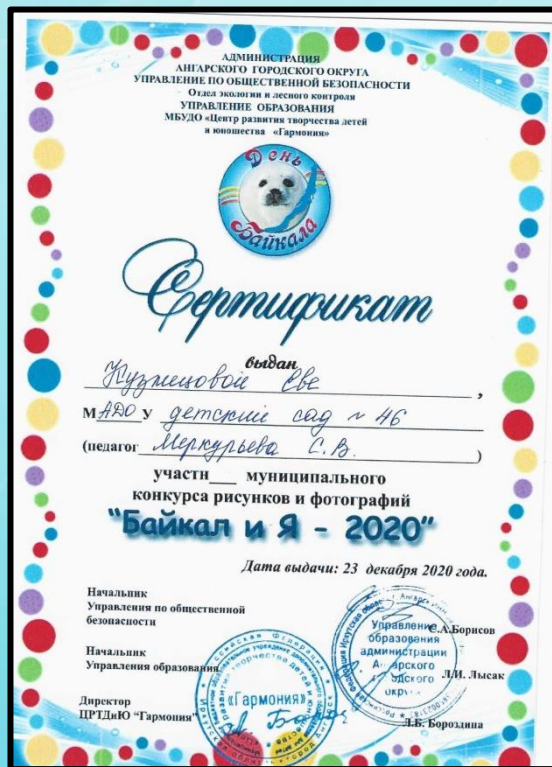 АДМИНИСТРАЦИЯ
АНГАРСКОГО ГОРОДСКОГО ОКРУГА
УПРАВЛЕНИЕ ПО ОБЩЕСТВЕННОЙ БЕЗОПАСНОСТИ
Отдел экологии и лесного контроля
УПРАВЛЕНИЕ ОБРАЗОВАНИЯ
МБУДО «Центр развития творчества детей
и юношества «Гармония»
День
Байкала
Сертификат
выдан
Кузнецовой Еве ,
МАДОУ детский сад № 46
(педагог Меркурьева С.В. )
участн___ муниципального
конкурса рисунков и фотографий
"Байкал и Я - 2020"
Дата выдачи: 23 декабря 2020 года.
Начальник
Управления по общественной
безопасности
С.А.Борисов
Начальник
Управления образования
Л.И. Лысак
Директор
ЦРТДиЮ "Гармония"
Л.Б. Бороздина
Управление
образования
администрации
Ангарского
городского
округа
«Гармония»